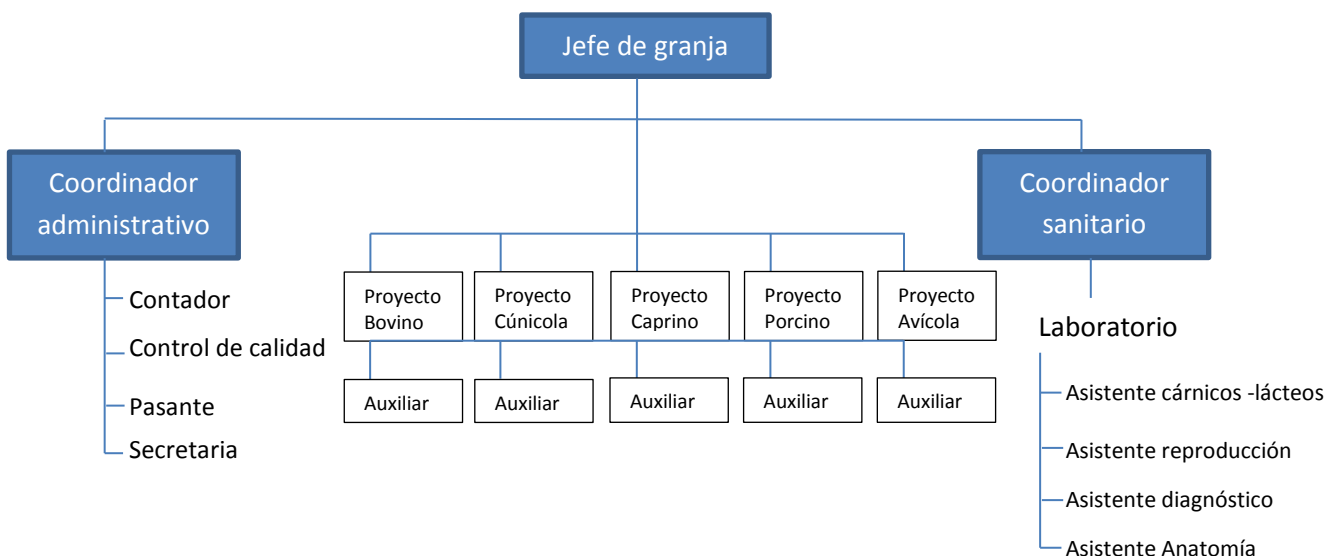 Jefe de granja
Coordinador
administrativo
Coordinador
sanitario
Contador
Control de calidad
Pasante
Secretaria
Proyecto
Bovino
Proyecto
Cúnicola
Proyecto
Caprino
Proyecto
Porcino
Proyecto
Avícola
Auxiliar
Auxiliar
Auxiliar
Auxiliar
Auxiliar
Laboratorio
Asistente cárnicos -lácteos
Asistente reproducción
Asistente diagnóstico
Asistente Anatomía